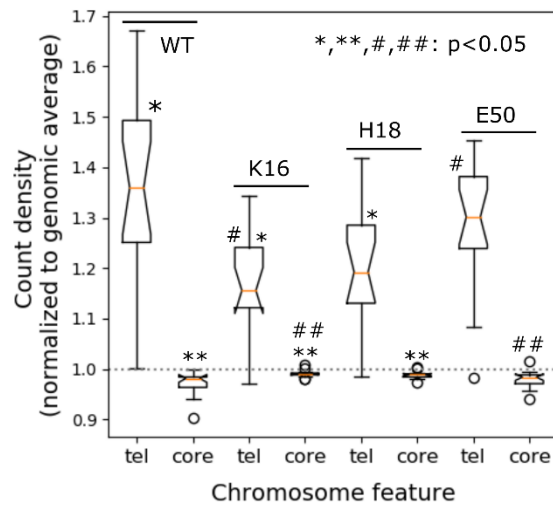 1.7
1.6
1.5
1.4
1.3
1.2
1.1
1.0
0.9
Count density
(normalized to genomic average)
WT
*,**,#,##: p<0.05
*
K16
H18
E50
#
*
*
#
**
##
**
**
##
tel core tel core tel core tel core
Chromosome feature